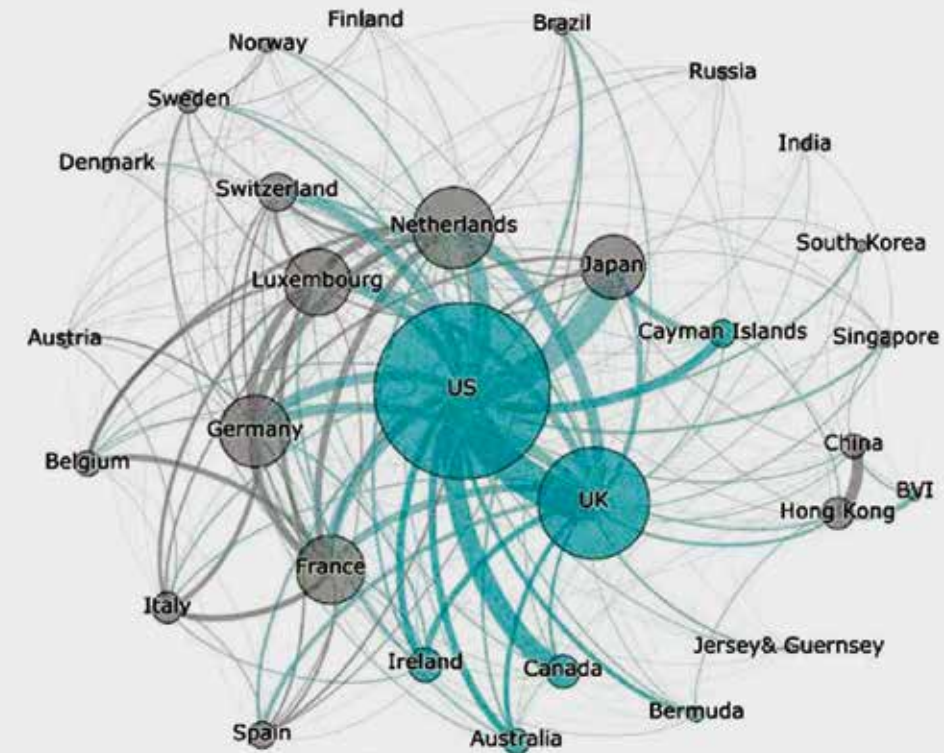 Finland
Brazil
Norway
Russia
Sweden
India
Denmark
Switzerland
Netherlands
South Korea
Japan
Luxembourg
Cayman Islands
Singapore
Austria
US
Germany
China
Belgium
BVI
UK
Hong Kong
France
Italy
Jersey& Guernsey
Ireland
Canada
Bermuda
Spain
Australia